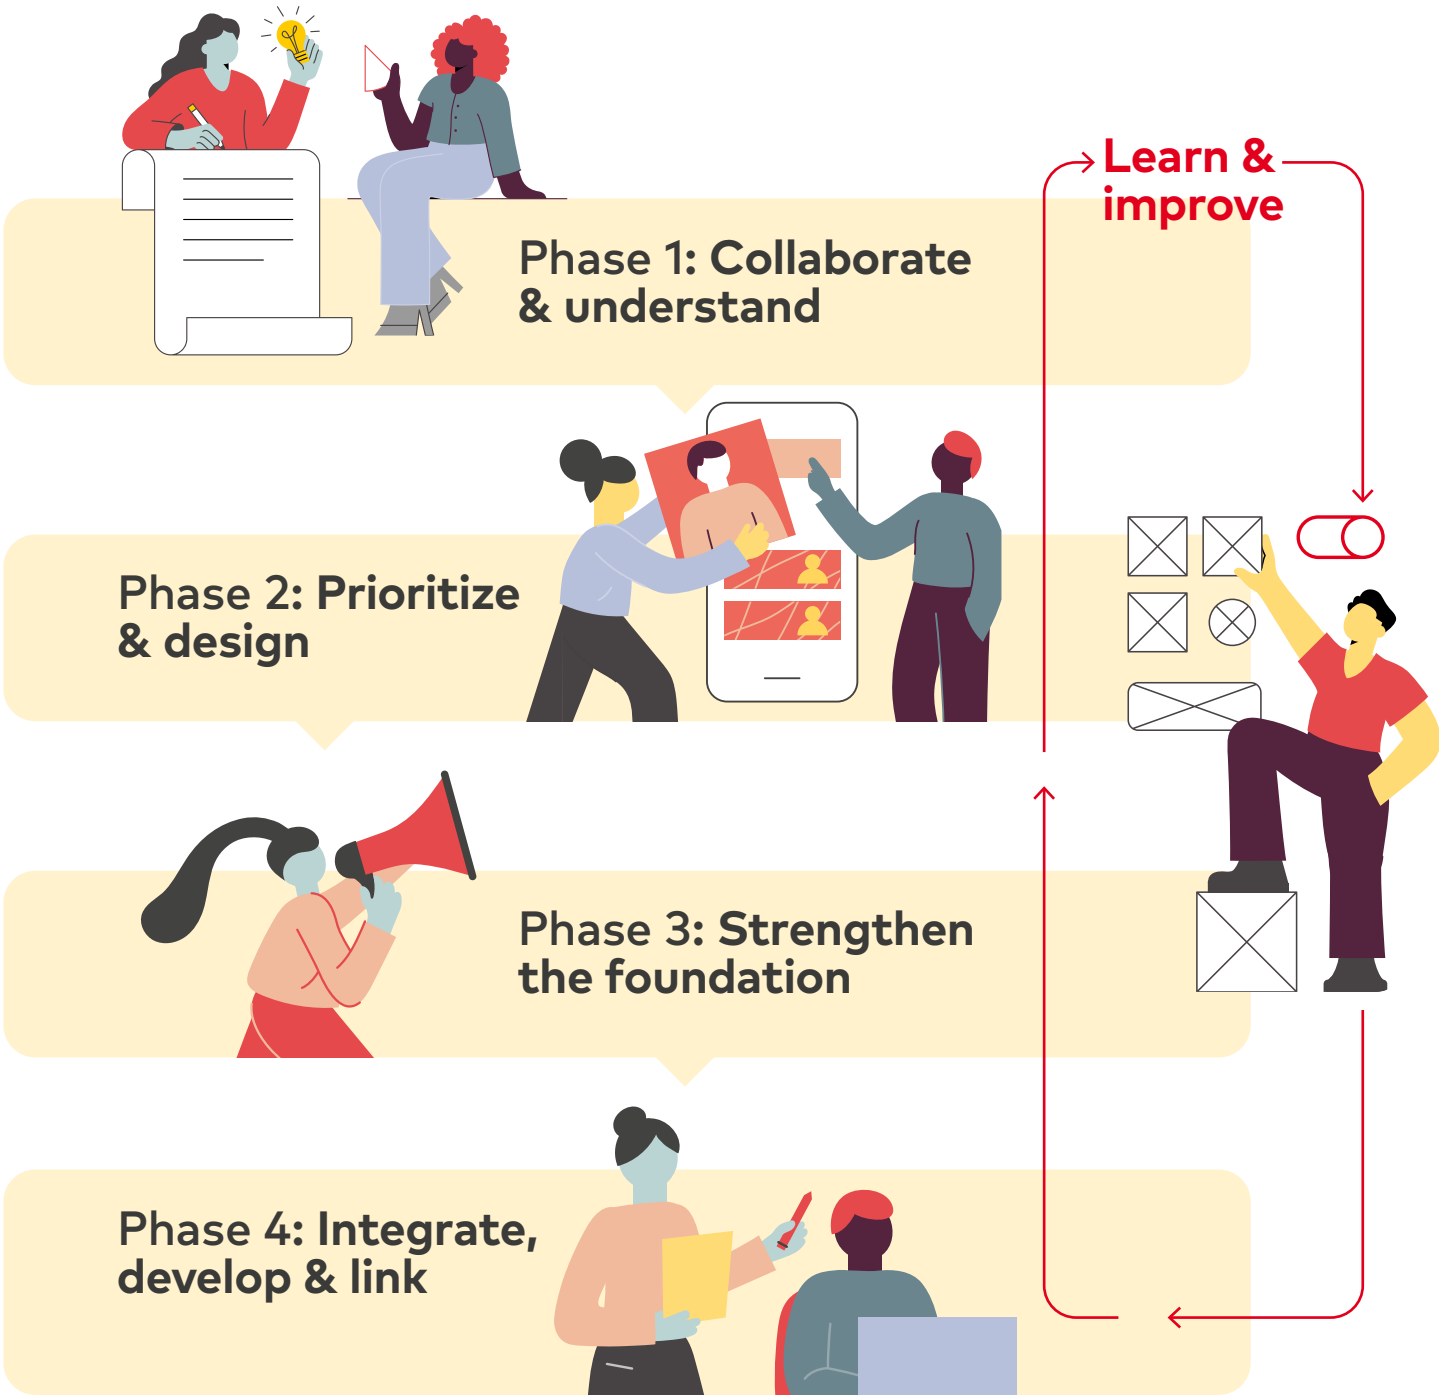 Learn &
improve
Phase 1: Collaborate
& understand
Phase 2: Prioritize
& design
Phase 3: Strengthen
the foundation
Phase 4: Integrate,
develop & link